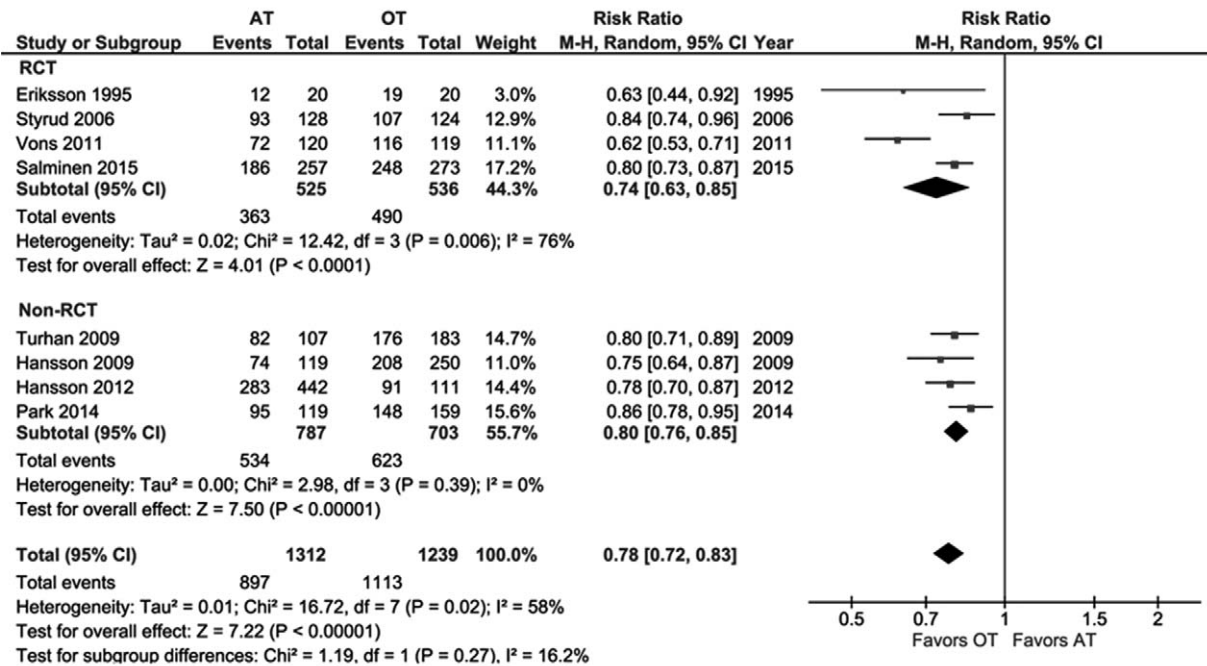 AT OT Risk Ratio Risk Ratio
Study or Subgroup Events Total Events Total Weight M-H, Random, 95% CI Year M-H, Random, 95% CI
RCT
Eriksson 1995 12 20 19 20 3.0% 0.63 [0.44, 0.92] 1995
Styrud 2006 93 128 107 124 12.9% 0.84 [0.74, 0.96] 2006
Vons 2011 72 120 116 119 11.1% 0.62 [0.53, 0.71] 2011
Salminen 2015 186 257 248 273 17.2% 0.80 [0.73, 0.87] 2015
Subtotal (95% CI) 525 536 44.3% 0.74 [0.63, 0.85]
Total events 363 490
Heterogeneity: Tau² = 0.02; Chi² = 12.42, df = 3 (P = 0.006); I² = 76%
Test for overall effect: Z = 4.01 (P < 0.0001)
Non-RCT
Turhan 2009 82 107 176 183 14.7% 0.80 [0.71, 0.89] 2009
Hansson 2009 74 119 208 250 11.0% 0.75 [0.64, 0.87] 2009
Hansson 2012 283 442 91 111 14.4% 0.78 [0.70, 0.87] 2012
Park 2014 95 119 148 159 15.6% 0.86 [0.78, 0.95] 2014
Subtotal (95% CI) 787 703 55.7% 0.80 [0.76, 0.85]
Total events 534 623
Heterogeneity: Tau² = 0.00; Chi² = 2.98, df = 3 (P = 0.39); I² = 0%
Test for overall effect: Z = 7.50 (P < 0.00001)
Total (95% CI) 1312 1239 100.0% 0.78 [0.72, 0.83]
Total events 897 1113
Heterogeneity: Tau² = 0.01; Chi² = 16.72, df = 7 (P = 0.02); I² = 58%
Test for overall effect: Z = 7.22 (P < 0.00001)
Test for subgroup differences: Chi² = 1.19, df = 1 (P = 0.27), I² = 16.2%
0.5 0.7 1 1.5 2
Favors OT Favors AT